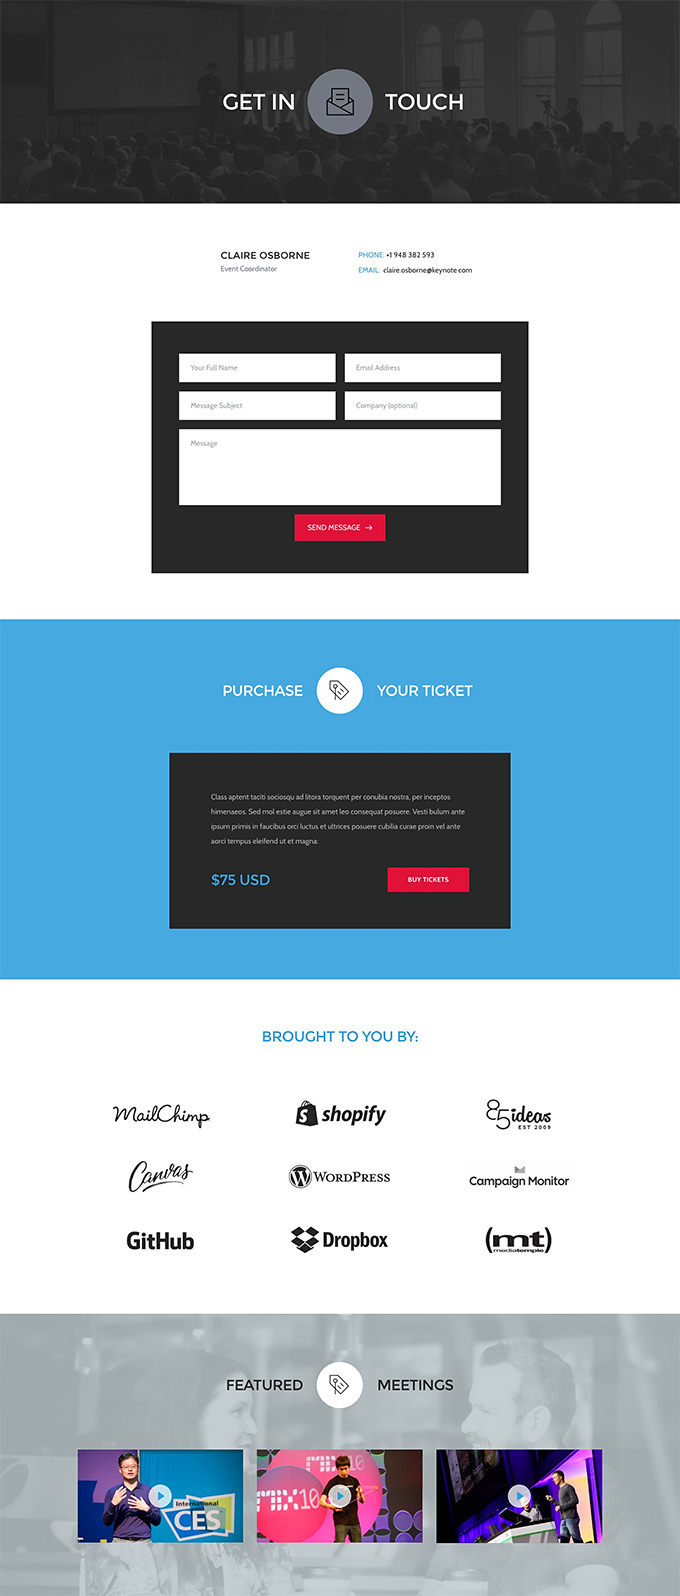 GET IN TOUCH
CLAIRE OSBORNE
Event Coordinator
PHONE: +1 948 382 593
EMAIL: claire.osborne@keynote.com
Your Full Name
Email Address
Message Subject
Company (optional)
Message
SEND MESSAGE →
PURCHASE YOUR TICKET
Class aptent taciti sociosqu ad litora torquent per conubia nostra, per inceptos
himenaeos. Sed mol estie augue sit amet leo consequat posuere. Vesti bulum ante
ipsum primis in faucibus orci luctus et ultrices posuere cubilia curae proin vel ante
aorci tempus eleifend ut et magna:
$75 USD
BUY TICKETS
BROUGHT TO YOU BY:
MailChimp
shopify
85ideas
EST 2009
Canvas
WORDPRESS
Campaign Monitor
GitHub
Dropbox
(mt)
mediatemple
FEATURED MEETINGS
International
CES
MIX10
MIX10